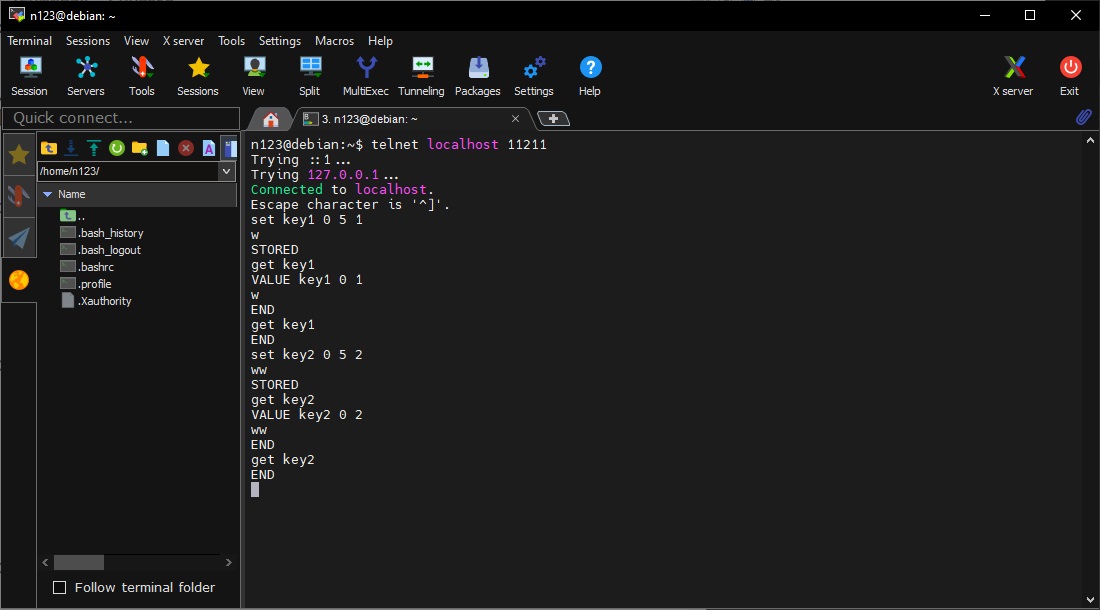 n123@debian: ~
Terminal Sessions View X server Tools Settings Macros Help
Session Servers Tools Sessions View Split MultiExec Tunneling Packages Settings Help X server Exit
Quick connect...
3. n123@debian: ~
/home/n123/
Name
..
.bash_history
.bash_logout
.bashrc
.profile
.Xauthority
Follow terminal folder
n123@debian:~$ telnet localhost 11211
Trying ::1...
Trying 127.0.0.1...
Connected to localhost.
Escape character is '^]'.
set key1 0 5 1
w
STORED
get key1
VALUE key1 0 1
w
END
get key1
END
set key2 0 5 2
ww
STORED
get key2
VALUE key2 0 2
ww
END
get key2
END